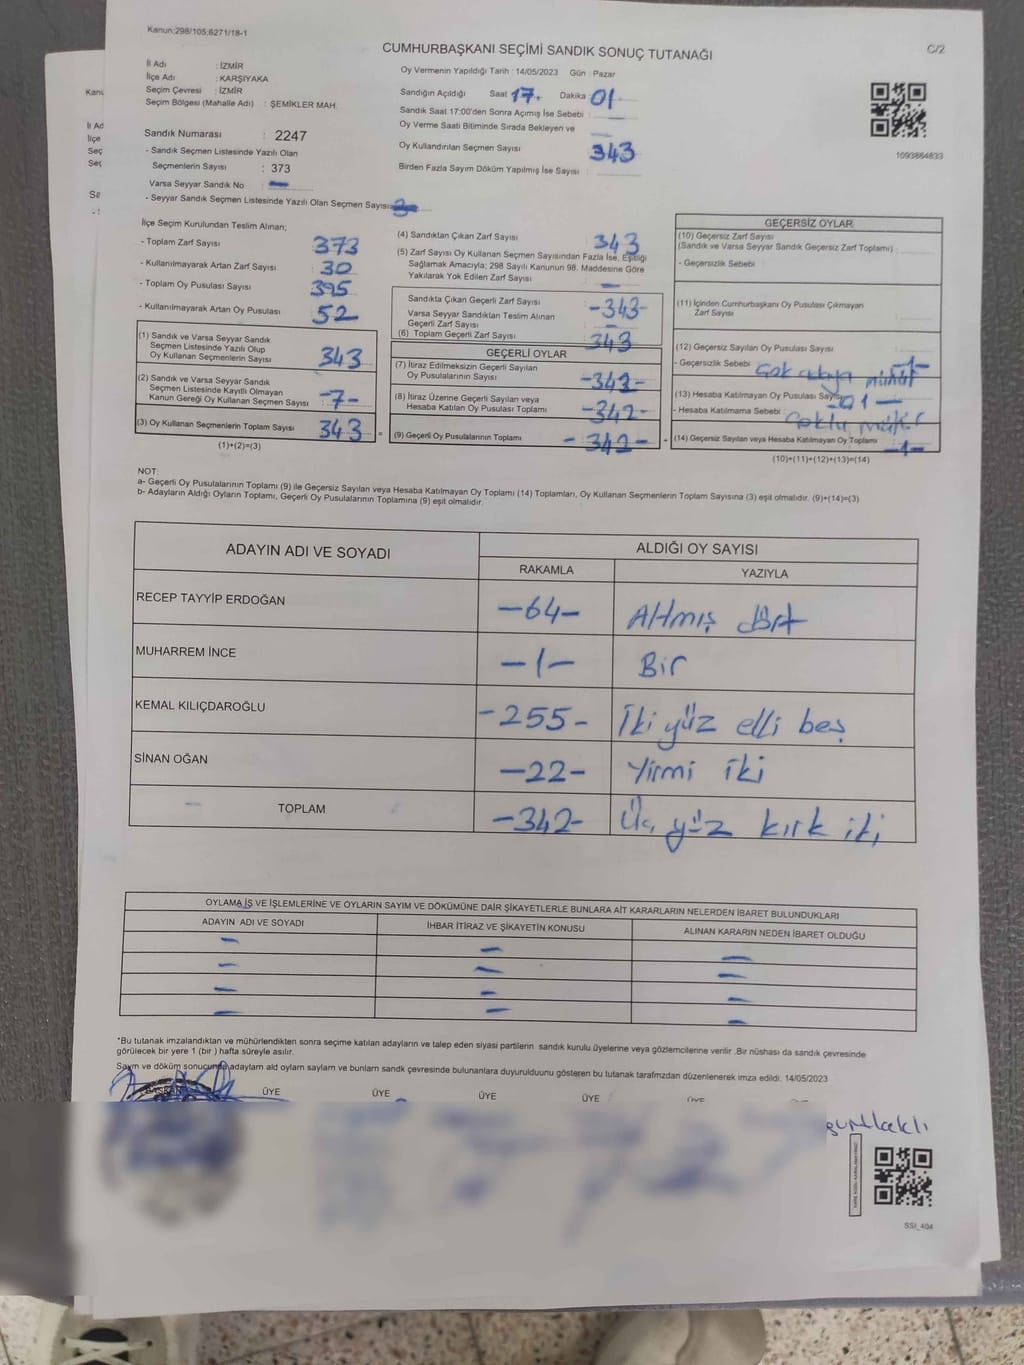 Kanun:298/105;6271/18-1
C/2
CUMHURBAŞKANI SEÇİMİ SANDIK SONUÇ TUTANAĞI
İl Adı : İZMİR
İlçe Adı : KARŞIYAKA
Seçim Çevresi : İZMİR
Seçim Bölgesi (Mahalle Adı) : ŞEMİKLER MAH.
Sandık Numarası : 2247
- Sandık Seçmen Listesinde Yazılı Olan
Seçmenlerin Sayısı : 373
Varsa Seyyar Sandık No :
- Seyyar Sandık Seçmen Listesinde Yazılı Olan Seçmen Sayısı:
Oy Vermenin Yapıldığı Tarih : 14/05/2023 Gün : Pazar
Sandığın Açıldığı Saat 17. Dakika 01
Sandık Saat 17:00'den Sonra Açımış İse Sebebi :
Oy Verme Saati Bitiminde Sırada Bekleyen ve
Oy Kullandırılan Seçmen Sayısı 343
Birden Fazla Sayım Döküm Yapılmış İse Sayısı :
1093864833
İlçe Seçim Kurulundan Teslim Alınan;
- Toplam Zarf Sayısı 373
- Kullanılmayarak Artan Zarf Sayısı 30
- Toplam Oy Pusulası Sayısı 395
- Kullanılmayarak Artan Oy Pusulası 52
(1) Sandık ve Varsa Seyyar Sandık
Seçmen Listesinde Yazılı Olup
Oy Kullanan Seçmenlerin Sayısı 343
(2) Sandık ve Varsa Seyyar Sandık
Seçmen Listesinde Kayıtlı Olmayan
Kanun Gereği Oy Kullanan Seçmen Sayısı -7-
(3) Oy Kullanan Seçmenlerin Toplam Sayısı 343
(1)+(2)=(3)
(4) Sandıktan Çıkan Zarf Sayısı 343
(5) Zarf Sayısı Oy Kullanan Seçmen Sayısından Fazla İse, Eşitliği
Sağlamak Amacıyla; 298 Sayılı Kanunun 98. Maddesine Göre
Yakılarak Yok Edilen Zarf Sayısı :
Sandıkta Çıkan Geçerli Zarf Sayısı -343-
Varsa Seyyar Sandıktan Teslim Alınan
Geçerli Zarf Sayısı
(6) Toplam Geçerli Zarf Sayısı 343
GEÇERLİ OYLAR
(7) İtiraz Edilmeksizin Geçerli Sayılan
Oy Pusulalarının Sayısı -342-
(8) İtiraz Üzerine Geçerli Sayılan veya
Hesaba Katılan Oy Pusulası Toplamı -342-
(9) Geçerli Oy Pusulalarının Toplamı -342-
GEÇERSİZ OYLAR
(10) Geçersiz Zarf Sayısı
(Sandık ve Varsa Seyyar Sandık Geçersiz Zarf Toplamı) :
- Geçersizlik Sebebi :
(11) İçinden Cumhurbaşkanı Oy Pusulası Çıkmayan
Zarf Sayısı
(12) Geçersiz Sayılan Oy Pusulası Sayısı -1-
- Geçersizlik Sebebi
(13) Hesaba Katılmayan Oy Pusulası Sayısı
- Hesaba Katılmama Sebebi
(14) Geçersiz Sayılan veya Hesaba Katılmayan Oy Toplamı -1-
(10)+(11)+(12)+(13)=(14)
NOT:
a- Geçerli Oy Pusulalarının Toplamı (9) ile Geçersiz Sayılan veya Hesaba Katılmayan Oy Toplamı (14) Toplamları, Oy Kullanan Seçmenlerin Toplam Sayısına (3) eşit olmalıdır. (9)+(14)=(3)
b- Adayların Aldığı Oyların Toplamı, Geçerli Oy Pusulalarının Toplamına (9) eşit olmalıdır.
ADAYIN ADI VE SOYADI ALDIĞI OY SAYISI
RAKAMLA YAZIYLA
RECEP TAYYİP ERDOĞAN -64- Altmış dört
MUHARREM İNCE -1- Bir
KEMAL KILIÇDAROĞLU -255- İki yüz elli beş
SİNAN OĞAN -22- Yirmi iki
TOPLAM -342- Üç yüz kırk iki
OYLAMA İŞ VE İŞLEMLERİNE VE OYLARIN SAYIM VE DÖKÜMÜNE DAİR ŞİKAYETLERLE BUNLARA AİT KARARLARIN NELERDEN İBARET BULUNDUKLARI
ADAYIN ADI VE SOYADI İHBAR İTİRAZ VE ŞİKAYETİN KONUSU ALINAN KARARIN NEDEN İBARET OLDUĞU
*Bu tutanak imzalandıktan ve mühürlendikten sonra seçime katılan adayların ve talep eden siyasi partilerin sandık kurulu üyelerine veya gözlemcilerine verilir .Bir nüshası da sandık çevresinde
görülecek bir yere 1 (bir ) hafta süreyle asılır.
Sayım ve döküm sonucunda adayların ald oyların sayların ve bunların sandk çevresinde bulunanlara duyurulduunu gösteren bu tutanak tarafmzdan düzenlenerek imza edildi. 14/05/2023
BAŞKAN ÜYE ÜYE ÜYE ÜYE
SSİ_404